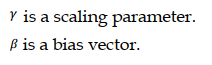 γ is a scaling parameter.
β is a bias vector.